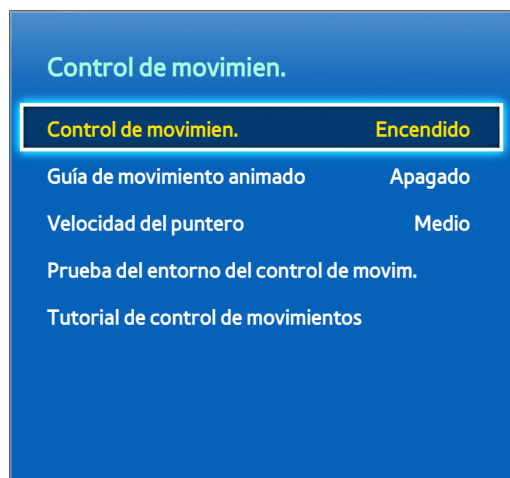 Control de movimien.
Control de movimien. Encendido
Guía de movimiento animado Apagado
Velocidad del puntero Medio
Prueba del entorno del control de movim.
Tutorial de control de movimientos